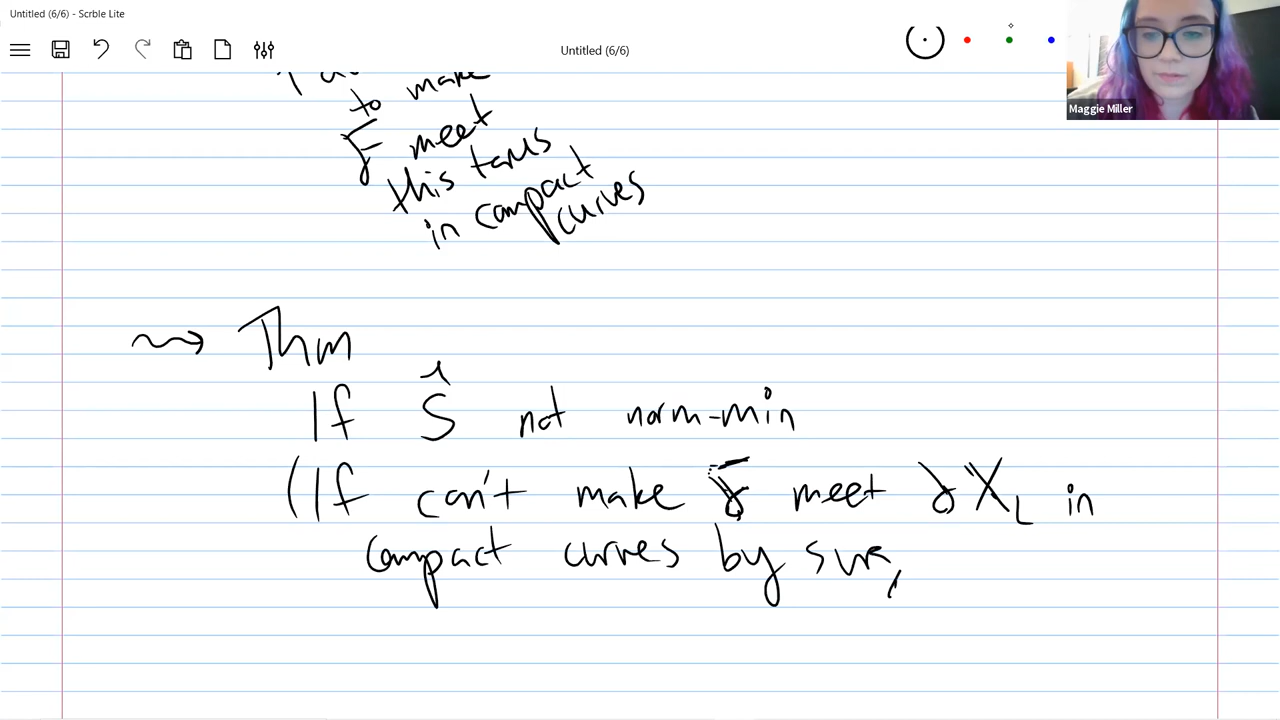 Untitled (6/6) - Scrble Lite
Untitled (6/6)
Maggie Miller
to make
meet
this torus
in compact
curves
⇝ Thm
If Ŝ not norm-min
(If can't make meet ∂X_L in
compact curves by sur